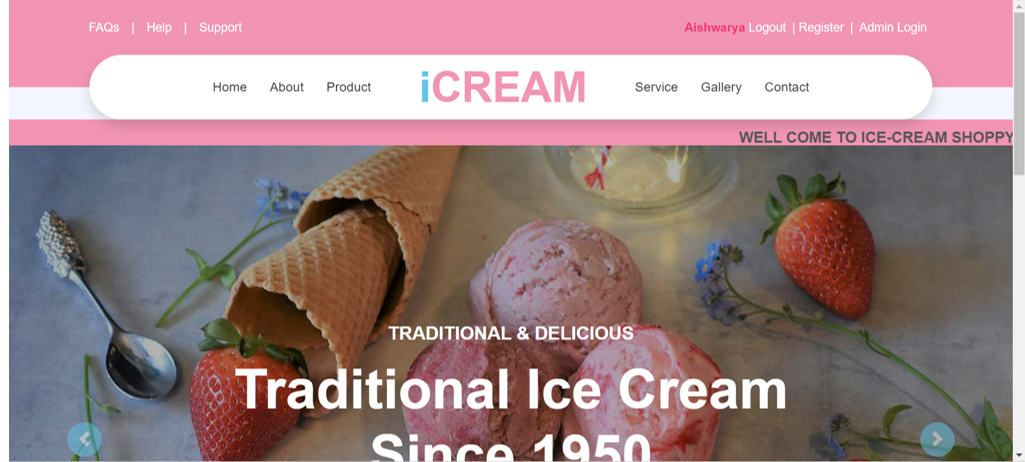 FAQs | Help | Support
Aishwarya Logout | Register | Admin Login
Home About Product iCREAM Service Gallery Contact
WELL COME TO ICE-CREAM SHOPPY
TRADITIONAL & DELICIOUS
Traditional Ice Cream
Since 1950